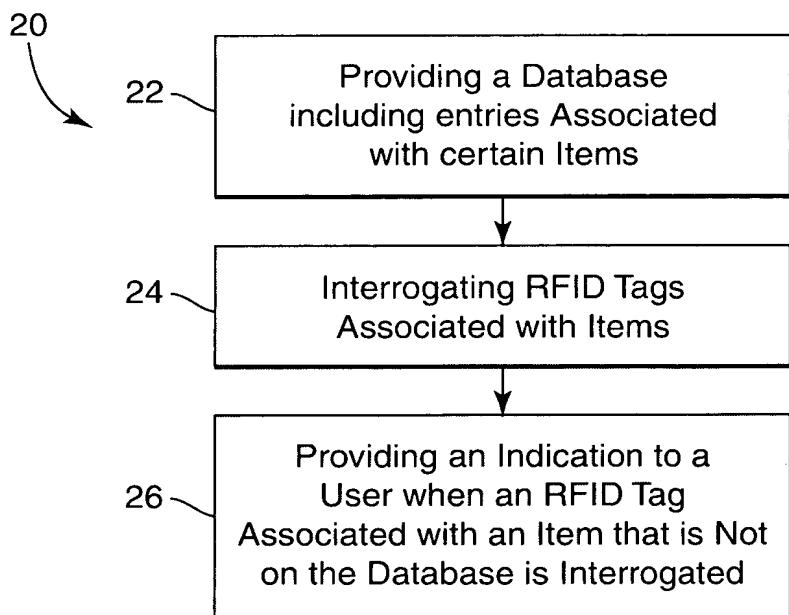 20
22
Providing a Database
including entries Associated
with certain Items
24
Interrogating RFID Tags
Associated with Items
26
Providing an Indication to a
User when an RFID Tag
Associated with an Item that is Not
on the Database is Interrogated